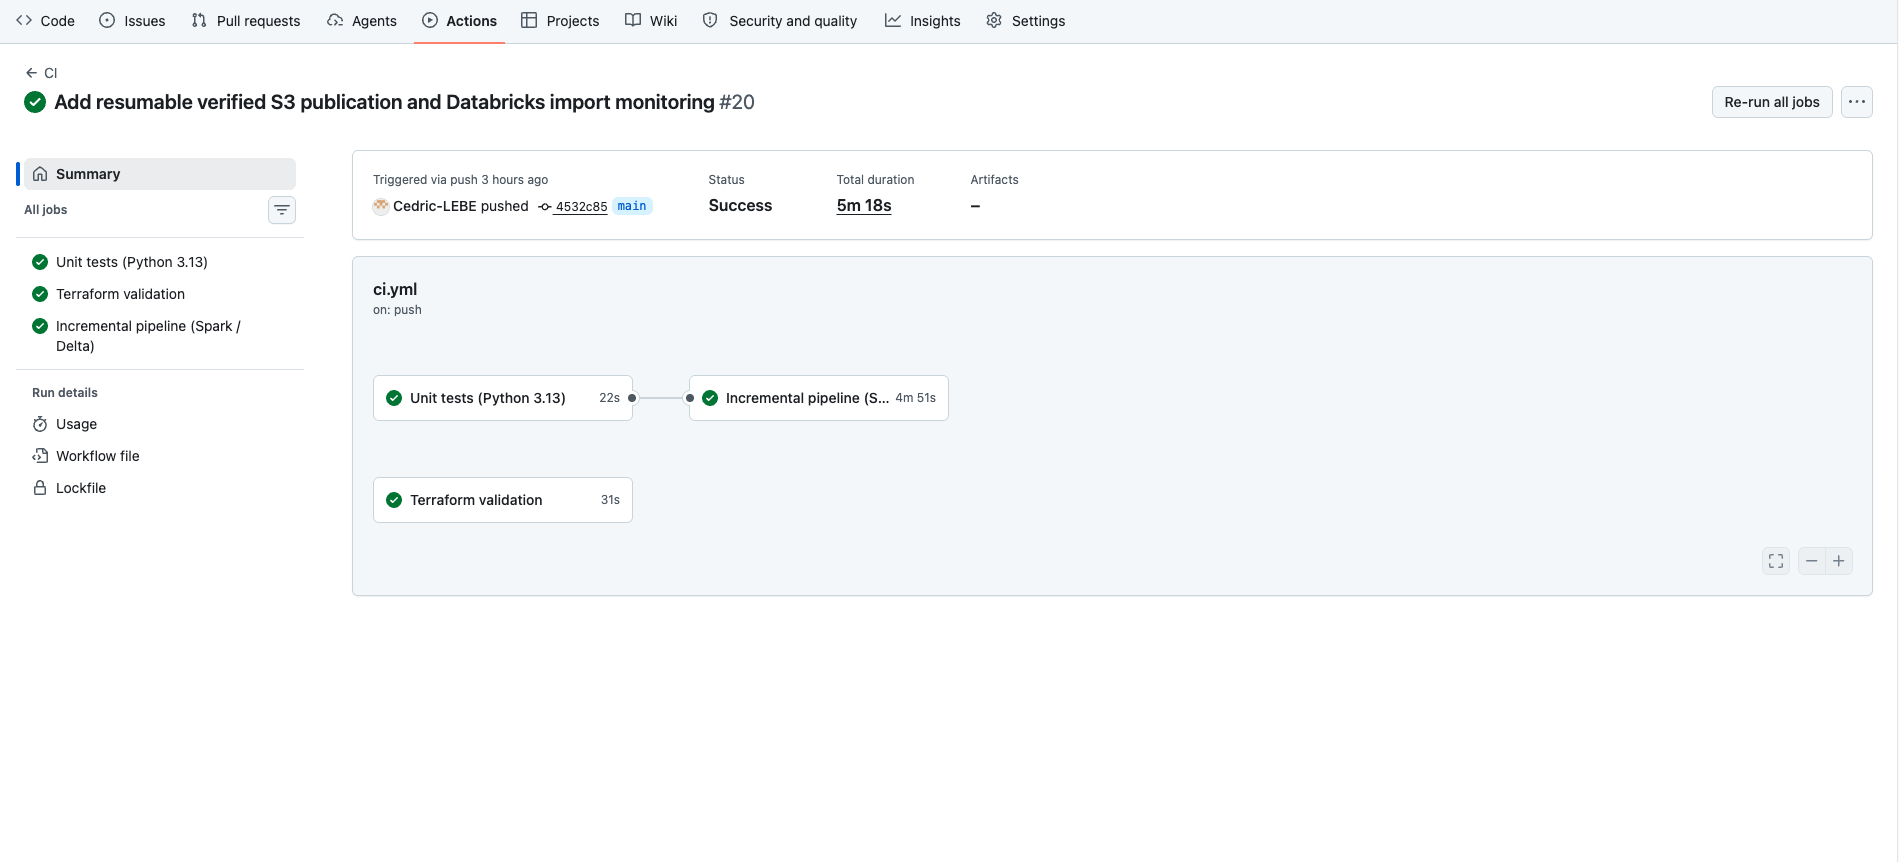 Code Issues Pull requests Agents Actions Projects Wiki Security and quality Insights Settings
CI
Add resumable verified S3 publication and Databricks import monitoring #20
Re-run all jobs
Summary
All jobs
Unit tests (Python 3.13)
Terraform validation
Incremental pipeline (Spark /
Delta)
Run details
Usage
Workflow file
Lockfile
Triggered via push 3 hours ago
Cedric-LEBE pushed 4532c85 main
Status
Success
Total duration
5m 18s
Artifacts
–
ci.yml
on: push
Unit tests (Python 3.13) 22s
Incremental pipeline (S... 4m 51s
Terraform validation 31s